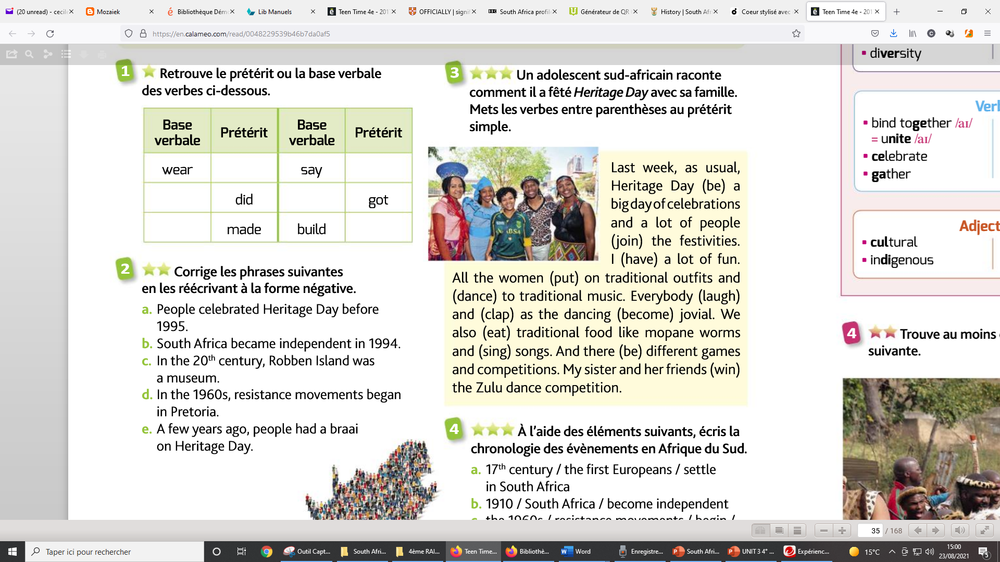 (20 unread) - cecile
Mozaiek
Bibliothèque Dém
Lib Manuels
Teen Time 4e - 201
OFFICIALLY | signif
South Africa profile
Générateur de QR
History | South Afri
Coeur stylisé avec
Teen Time 4e - 201
https://en.calameo.com/read/0048229539b46b7da0af5
1 Retrouve le prétérit ou la base verbale
des verbes ci-dessous.
Base verbale Prétérit Base verbale Prétérit
wear say
did got
made build
2 Corrige les phrases suivantes
en les réécrivant à la forme négative.
a. People celebrated Heritage Day before
1995.
b. South Africa became independent in 1994.
c. In the 20th century, Robben Island was
a museum.
d. In the 1960s, resistance movements began
in Pretoria.
e. A few years ago, people had a braai
on Heritage Day.
3 Un adolescent sud-africain raconte
comment il a fêté Heritage Day avec sa famille.
Mets les verbes entre parenthèses au prétérit
simple.
Last week, as usual,
Heritage Day (be) a
big day of celebrations
and a lot of people
(join) the festivities.
I (have) a lot of fun.
All the women (put) on traditional outfits and
(dance) to traditional music. Everybody (laugh)
and (clap) as the dancing (become) jovial. We
also (eat) traditional food like mopane worms
and (sing) songs. And there (be) different games
and competitions. My sister and her friends (win)
the Zulu dance competition.
4 À l'aide des éléments suivants, écris la
chronologie des évènements en Afrique du Sud.
a. 17th century / the first Europeans / settle
in South Africa
b. 1910 / South Africa / become independent
c. the 1960s / resistance movements / begin /
diversity
Verb
bind together /aɪ/
= unite /aɪ/
celebrate
gather
Adject
cultural
indigenous
4 Trouve au moins
suivante.
35 / 168
Taper ici pour rechercher
Outil Capt...
South Afri...
4ème RAI...
Teen Time...
Bibliothè...
Word
Enregistre...
South Afri...
UNIT 3 4° ...
Expérienc...
15°C
15:00
23/08/2021
5